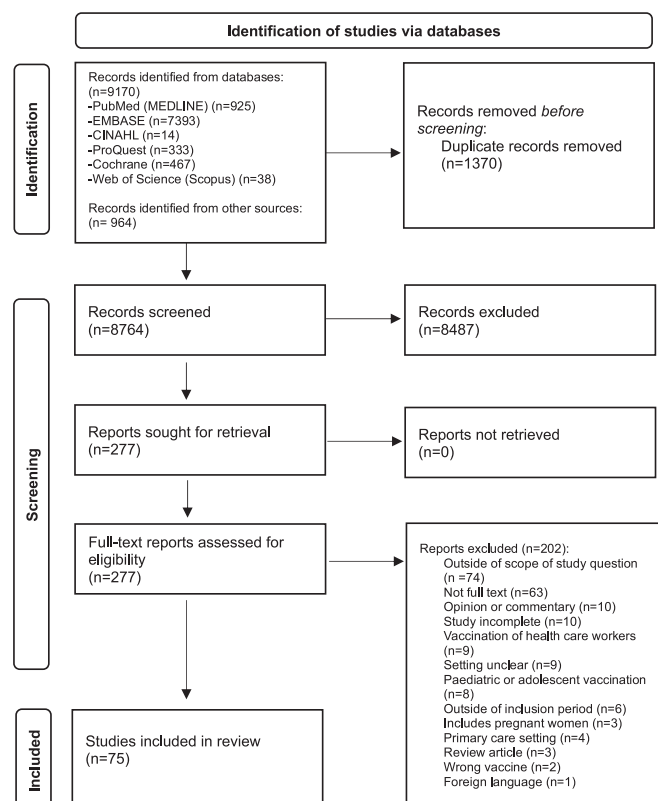 Identification of studies via databases
Identification
Records identified from databases:
(n=9170)
-PubMed (MEDLINE) (n=925)
-EMBASE (n=7393)
-CINAHL (n=14)
-ProQuest (n=333)
-Cochrane (n=467)
-Web of Science (Scopus) (n=38)
Records identified from other sources:
(n= 964)
Records removed before
screening:
Duplicate records removed
(n=1370)
Screening
Records screened
(n=8764)
Records excluded
(n=8487)
Reports sought for retrieval
(n=277)
Reports not retrieved
(n=0)
Full-text reports assessed for
eligibility
(n=277)
Reports excluded (n=202):
Outside of scope of study question
(n =74)
Not full text (n=63)
Opinion or commentary (n=10)
Study incomplete (n=10)
Vaccination of health care workers
(n=9)
Setting unclear (n=9)
Paediatric or adolescent vaccination
(n=8)
Outside of inclusion period (n=6)
Includes pregnant women (n=3)
Primary care setting (n=4)
Review article (n=3)
Wrong vaccine (n=2)
Foreign language (n=1)
Included
Studies included in review
(n=75)